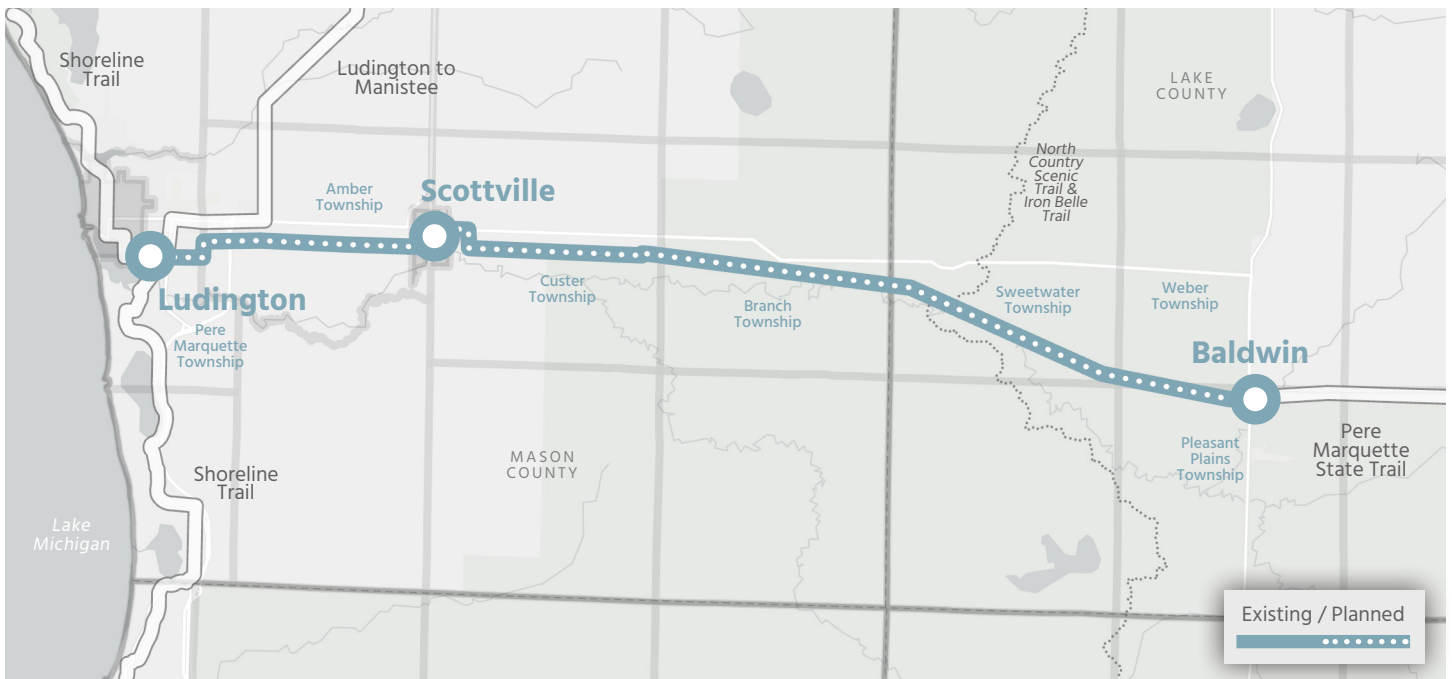 Shoreline
Trail
Ludington to
Manistee
LAKE
COUNTY
North
Country
Scenic
Trail &
Iron Belle
Trail
Amber
Township
Scottville
Ludington
Pere
Marquette
Township
Custer
Township
Branch
Township
Sweetwater
Township
Weber
Township
Baldwin
Pleasant
Plains
Township
Pere
Marquette
State Trail
MASON
COUNTY
Shoreline
Trail
Lake
Michigan
Existing / Planned